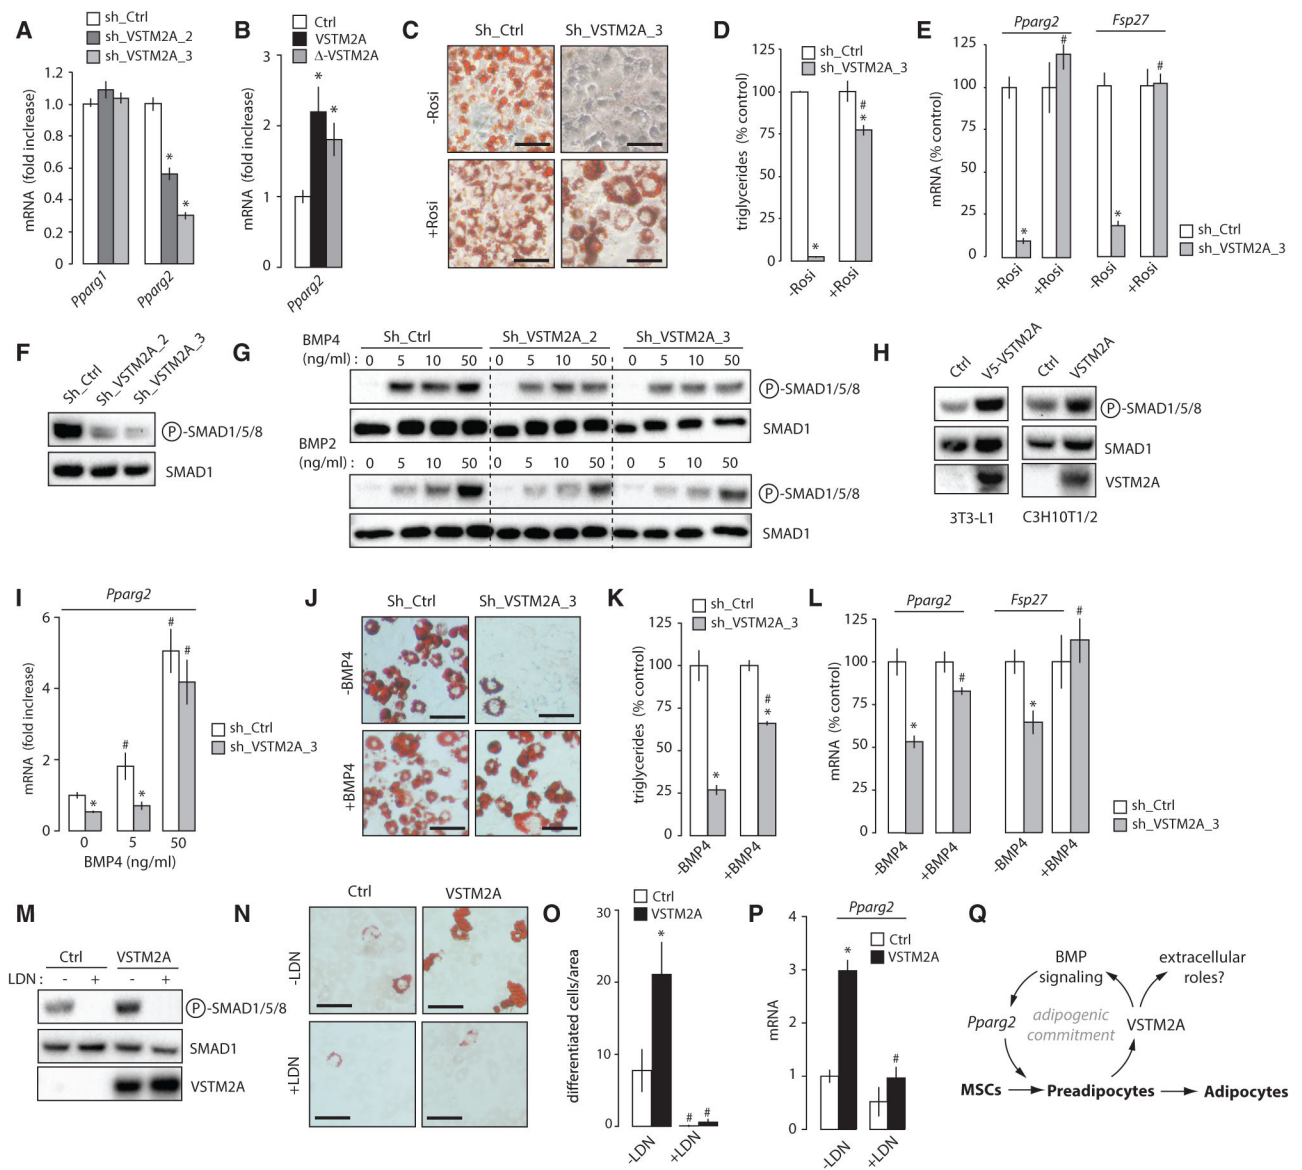 A
sh_Ctrl
sh_VSTM2A_2
sh_VSTM2A_3
mRNA (fold increase)
1.2
1.0
0.8
0.6
0.4
0.2
0
*
*
Pparg1
Pparg2
B
Ctrl
VSTM2A
Δ-VSTM2A
mRNA (fold increase)
3
2
1
0
*
*
Pparg2
C
Sh_Ctrl
Sh_VSTM2A_3
-Rosi
+Rosi
D
sh_Ctrl
sh_VSTM2A_3
triglycerides (% control)
125
100
75
50
25
0
*
#
*
-Rosi
+Rosi
E
Pparg2
Fsp27
mRNA (% control)
125
100
75
50
25
0
*
#
*
#
-Rosi
+Rosi
-Rosi
+Rosi
sh_Ctrl
sh_VSTM2A_3
F
Sh_Ctrl
Sh_VSTM2A_2
Sh_VSTM2A_3
P-SMAD1/5/8
SMAD1
G
BMP4
(ng/ml) :
Sh_Ctrl
Sh_VSTM2A_2
Sh_VSTM2A_3
0 5 10 50 0 5 10 50 0 5 10 50
P-SMAD1/5/8
SMAD1
BMP2
(ng/ml) :
0 5 10 50 0 5 10 50 0 5 10 50
P-SMAD1/5/8
SMAD1
H
Ctrl
V5-VSTM2A
Ctrl
VSTM2A
P-SMAD1/5/8
SMAD1
VSTM2A
3T3-L1
C3H10T1/2
I
Pparg2
mRNA (fold inclrease)
6
4
2
0
*
#
*
#
#
0 5 50
BMP4 (ng/ml)
sh_Ctrl
sh_VSTM2A_3
J
Sh_Ctrl
Sh_VSTM2A_3
-BMP4
+BMP4
K
sh_Ctrl
sh_VSTM2A_3
triglycerides (% control)
125
100
75
50
25
0
*
#
*
-BMP4
+BMP4
L
Pparg2
Fsp27
mRNA (% control)
125
100
75
50
25
0
*
#
*
#
-BMP4
+BMP4
-BMP4
+BMP4
sh_Ctrl
sh_VSTM2A_3
M
Ctrl
VSTM2A
LDN : - + - +
P-SMAD1/5/8
SMAD1
VSTM2A
N
Ctrl
VSTM2A
-LDN
+LDN
O
Ctrl
VSTM2A
differentiated cells/area
30
20
10
0
*
#
#
-LDN
+LDN
P
Pparg2
Ctrl
VSTM2A
mRNA
4
3
2
1
0
*
#
-LDN
+LDN
Q
BMP
signaling
extracellular
roles?
Pparg2
adipogenic
commitment
VSTM2A
MSCs
Preadipocytes
Adipocytes